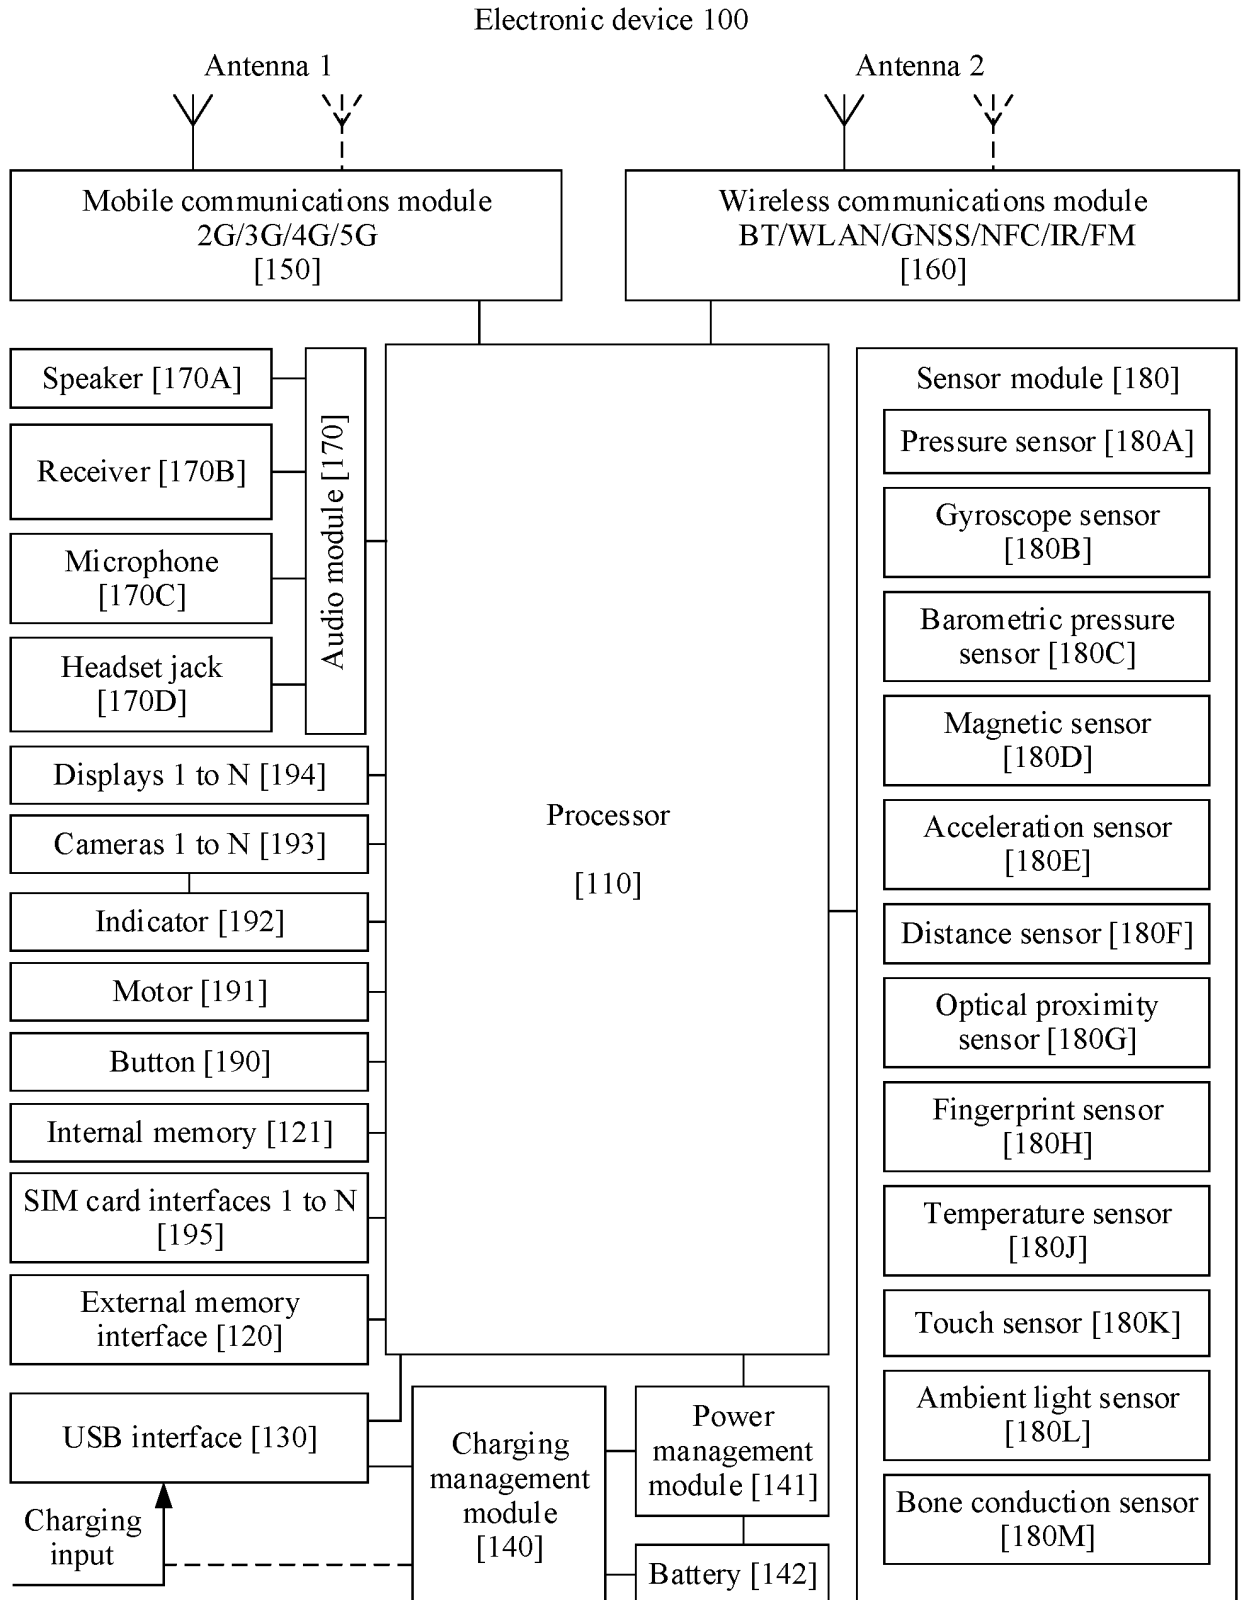 Electronic device 100
Antenna 1
Antenna 2
Mobile communications module
2G/3G/4G/5G
[150]
Wireless communications module
BT/WLAN/GNSS/NFC/IR/FM
[160]
Speaker [170A]
Receiver [170B]
Microphone
[170C]
Headset jack
[170D]
Audio module [170]
Displays 1 to N [194]
Cameras 1 to N [193]
Indicator [192]
Motor [191]
Button [190]
Internal memory [121]
SIM card interfaces 1 to N
[195]
External memory
interface [120]
USB interface [130]
Charging
input
Processor
[110]
Charging
management
module
[140]
Power
management
module [141]
Battery [142]
Sensor module [180]
Pressure sensor [180A]
Gyroscope sensor
[180B]
Barometric pressure
sensor [180C]
Magnetic sensor
[180D]
Acceleration sensor
[180E]
Distance sensor [180F]
Optical proximity
sensor [180G]
Fingerprint sensor
[180H]
Temperature sensor
[180J]
Touch sensor [180K]
Ambient light sensor
[180L]
Bone conduction sensor
[180M]